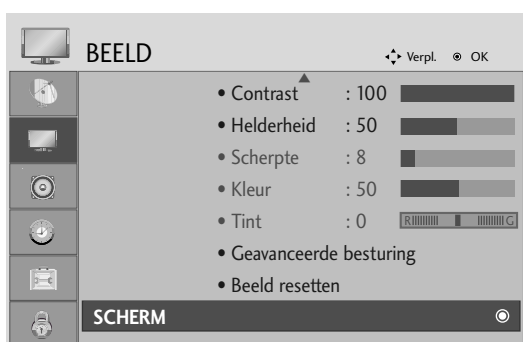 BEELD Verpl. OK
• Contrast : 100
• Helderheid : 50
• Scherpte : 8
• Kleur : 50
• Tint : 0 R G
• Geavanceerde besturing
• Beeld resetten
SCHERM